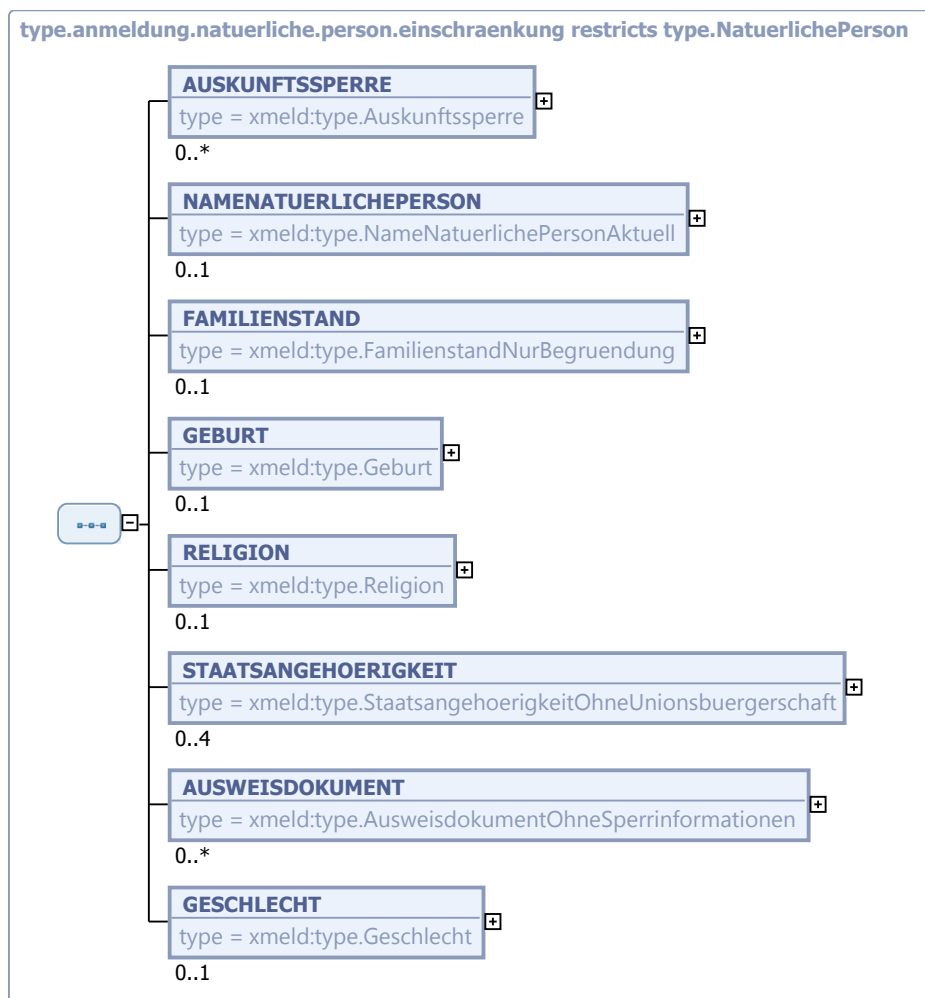 type.anmeldung.natuerliche.person.einschraenkung restricts type.NatuerlichePerson
AUSKUNFTSSPERRE
type = xmeld:type.Auskunftssperre
0..*
NAMENATUERLICHEPERSON
type = xmeld:type.NameNatuerlichePersonAktuell
0..1
FAMILIENSTAND
type = xmeld:type.FamilienstandNurBegruendung
0..1
GEBURT
type = xmeld:type.Geburt
0..1
RELIGION
type = xmeld:type.Religion
0..1
STAATSANGEHOERIGKEIT
type = xmeld:type.StaatsangehoerigkeitOhneUnionsbuergerschaft
0..4
AUSWEISDOKUMENT
type = xmeld:type.AusweisdokumentOhneSperrinformationen
0..*
GESCHLECHT
type = xmeld:type.Geschlecht
0..1